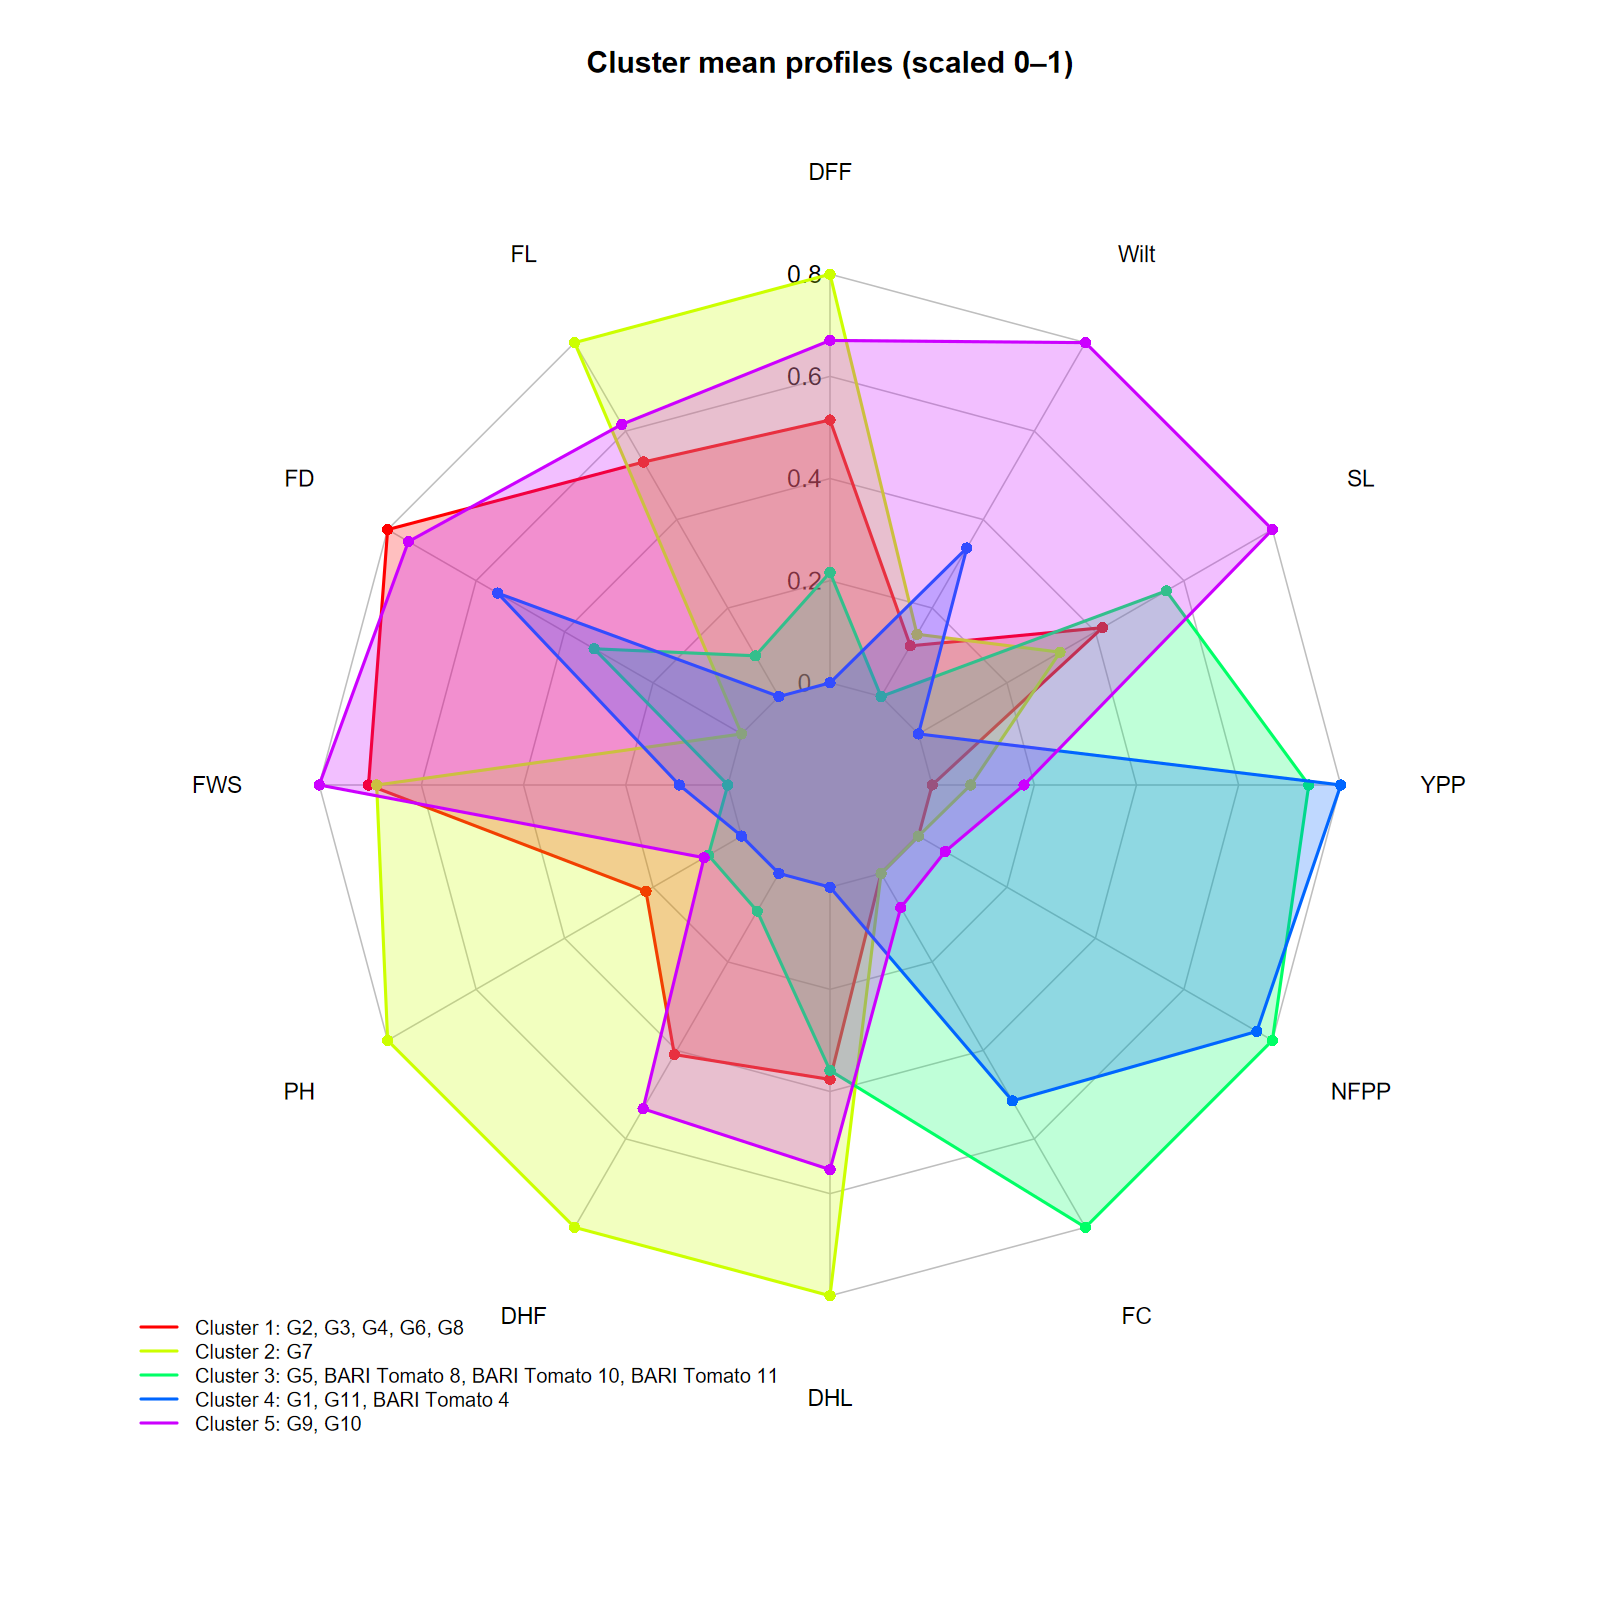 Cluster mean profiles (scaled 0–1)
DFF
FL
Wilt
0.8
0.6
FD
SL
0.4
0.2
0
FWS
YPP
PH
NFPP
DHF
FC
DHL
Cluster 1: G2, G3, G4, G6, G8
Cluster 2: G7
Cluster 3: G5, BARI Tomato 8, BARI Tomato 10, BARI Tomato 11
Cluster 4: G1, G11, BARI Tomato 4
Cluster 5: G9, G10